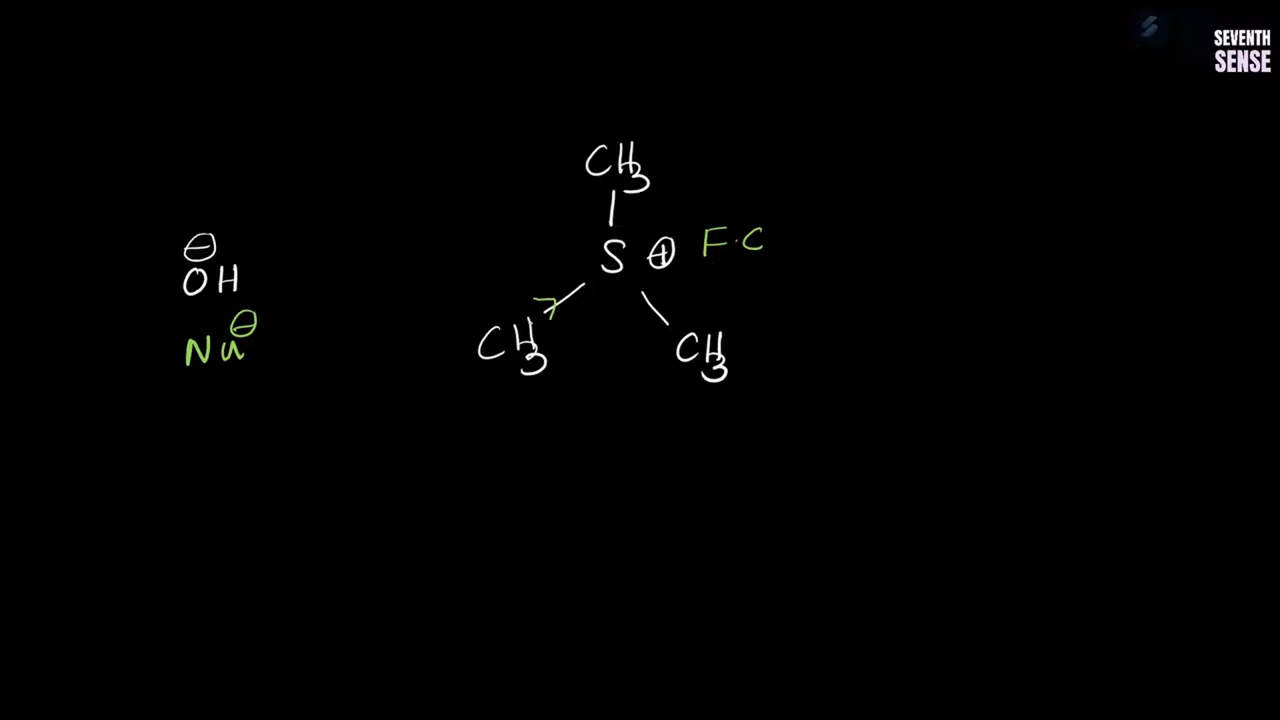 SEVENTH
SENSE
CH3
S ⊕ F.C
⊖
OH
Nu⊖
CH3
CH3